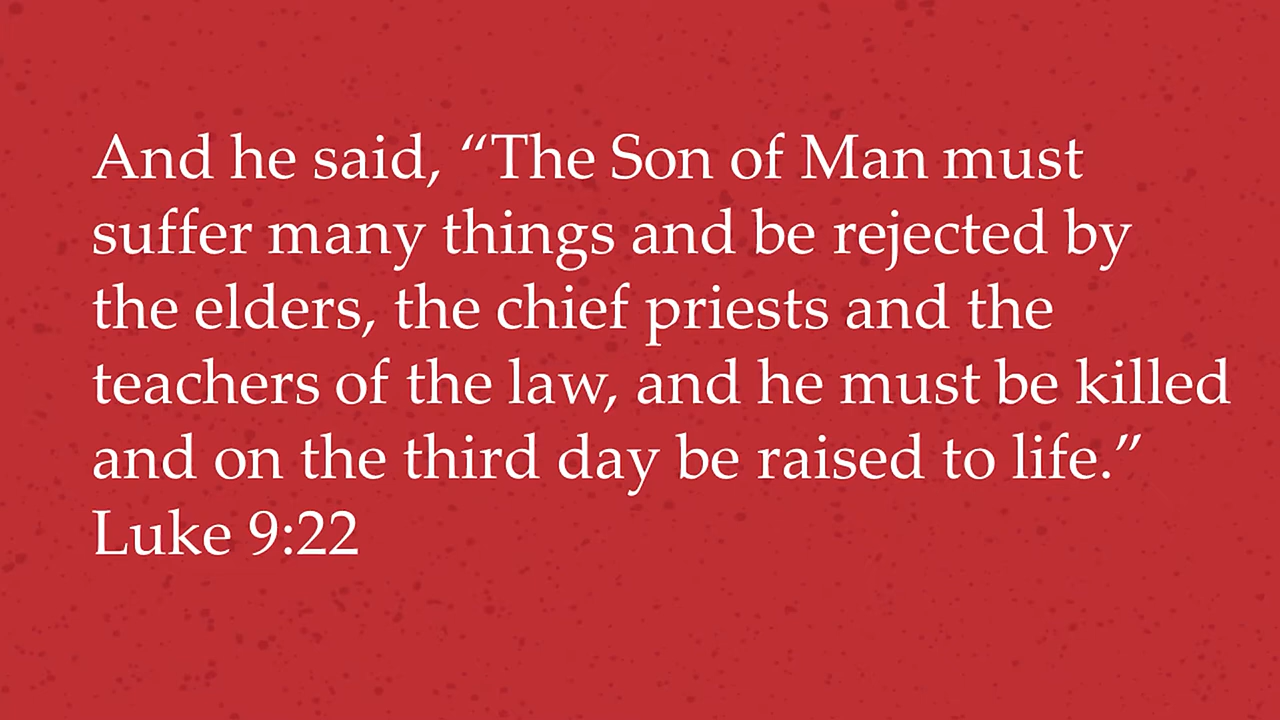 And he said, “The Son of Man must
suffer many things and be rejected by
the elders, the chief priests and the
teachers of the law, and he must be killed
and on the third day be raised to life.”
Luke 9:22